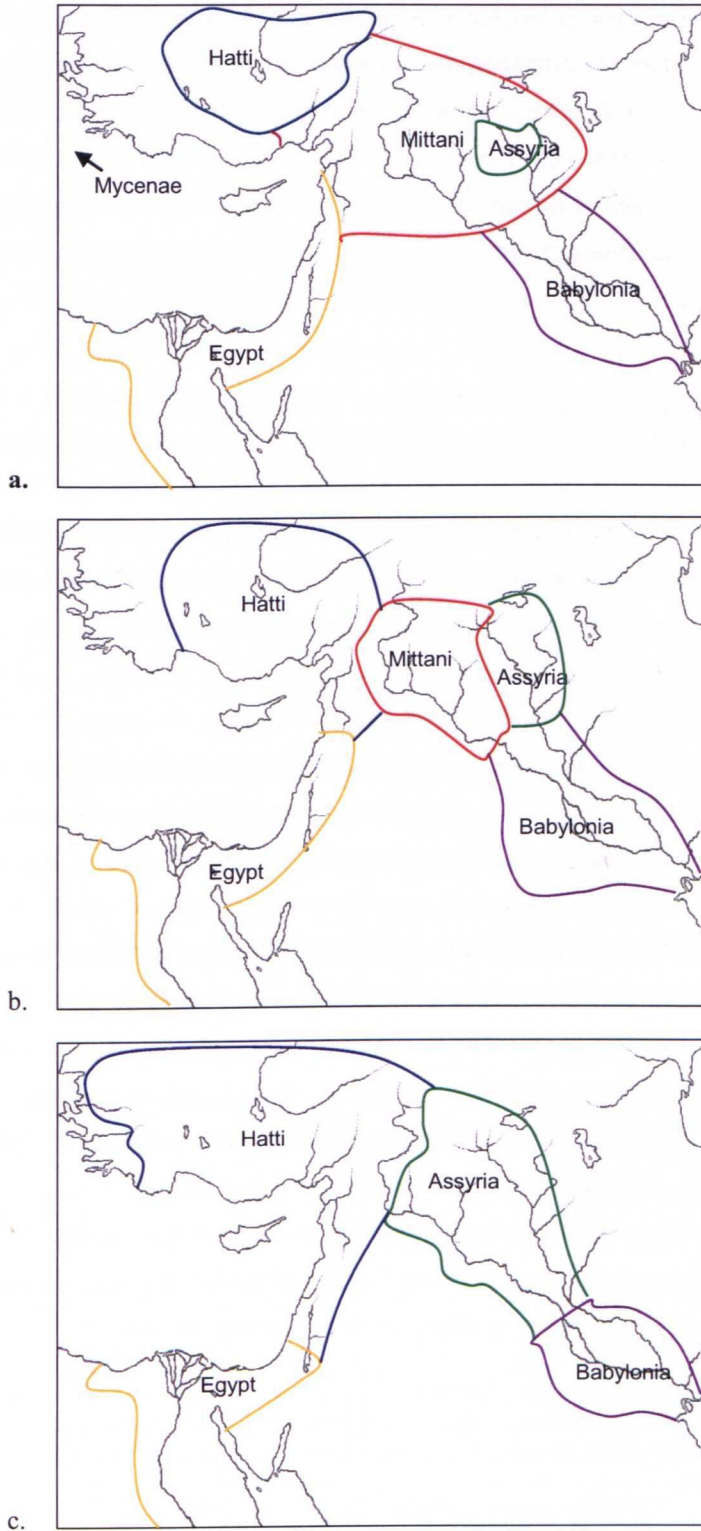 Hatti
Mittani
Assyria
Mycenae
Babylonia
Egypt
a.
Hatti
Mittani
Assyria
Babylonia
Egypt
b.
Hatti
Assyria
Egypt
Babylonia
c.